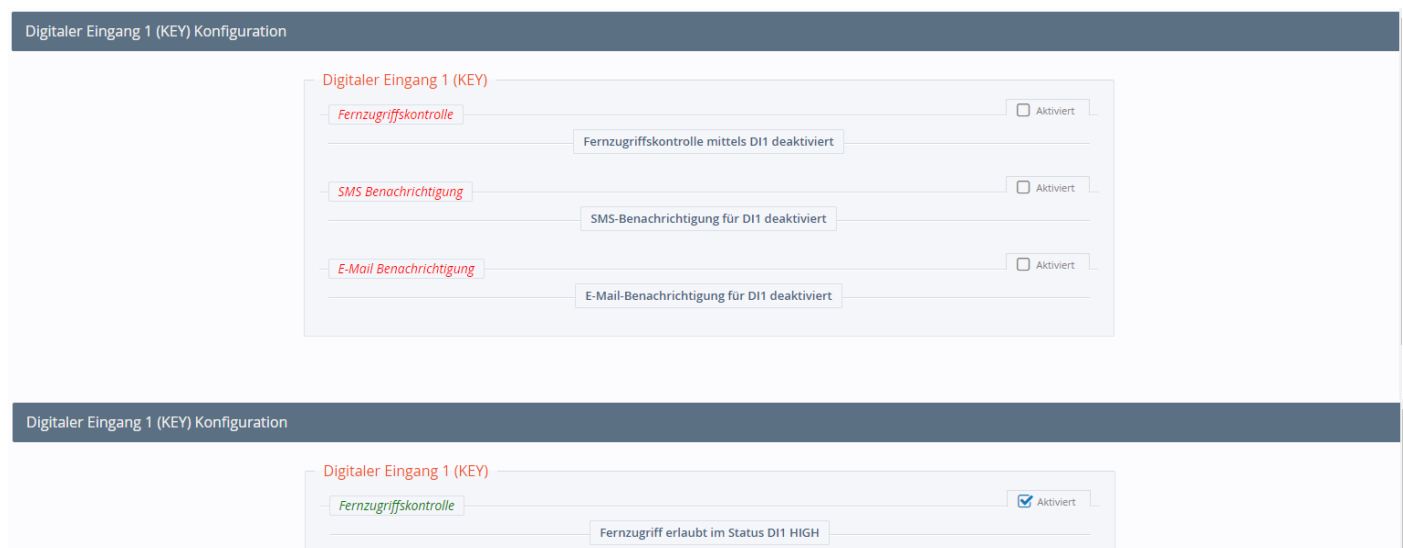 Digitaler Eingang 1 (KEY) Konfiguration
Digitaler Eingang 1 (KEY)
Fernzugriffskontrolle
Aktiviert
Fernzugriffskontrolle mittels DI1 deaktiviert
SMS Benachrichtigung
Aktiviert
SMS-Benachrichtigung für DI1 deaktiviert
E-Mail Benachrichtigung
Aktiviert
E-Mail-Benachrichtigung für DI1 deaktiviert
Digitaler Eingang 1 (KEY) Konfiguration
Digitaler Eingang 1 (KEY)
Fernzugriffskontrolle
Aktiviert
Fernzugriff erlaubt im Status DI1 HIGH